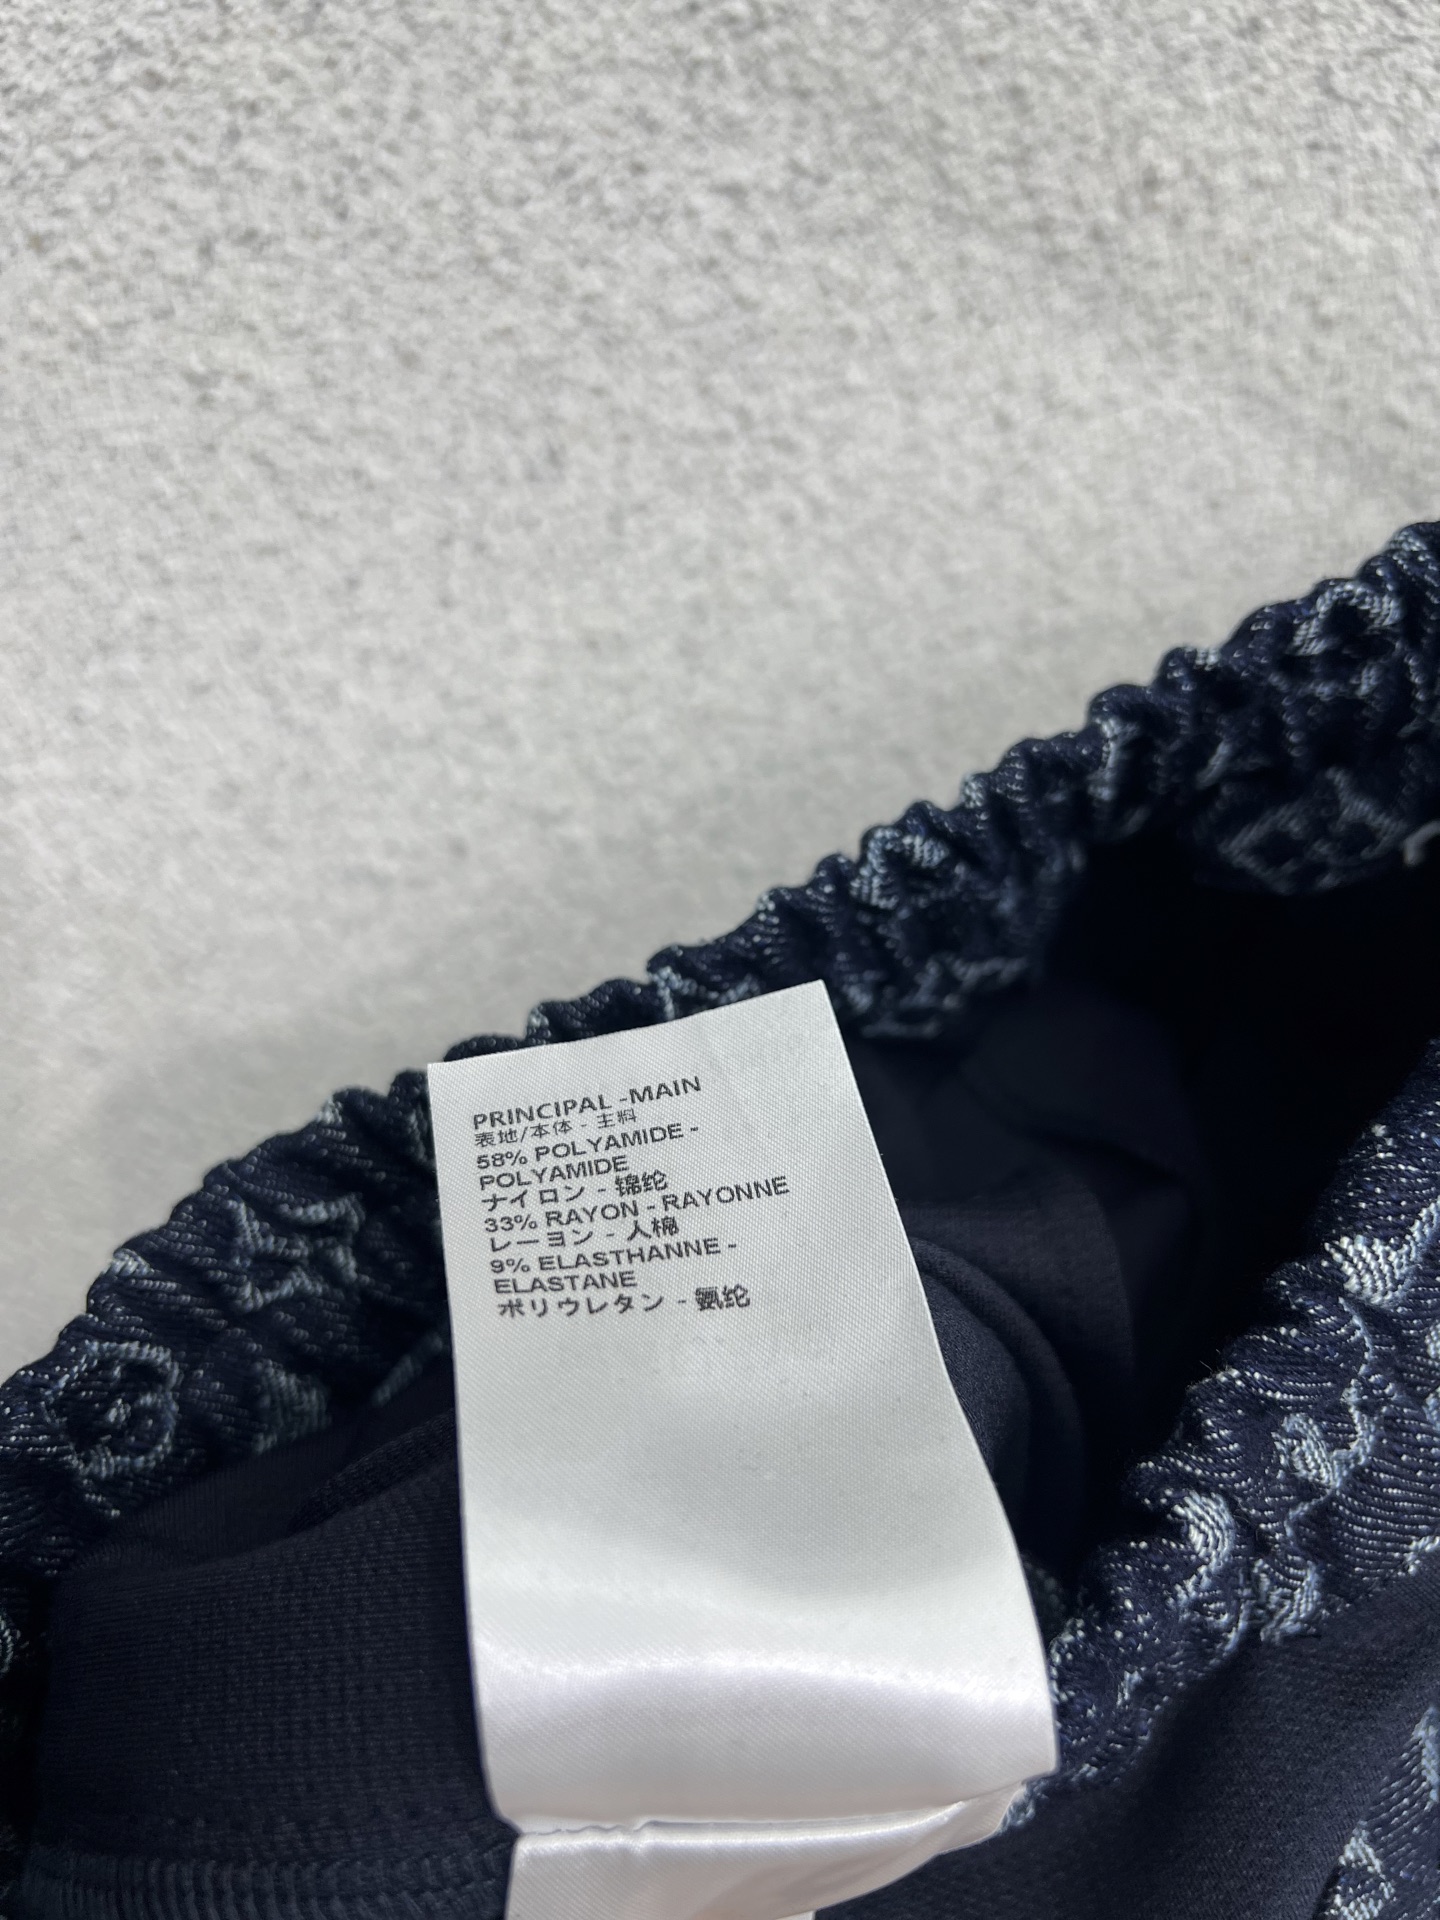 PRINCIPAL -MAIN
表地/本体 - 主料
58% POLYAMIDE -
POLYAMIDE
ナイロン - 锦纶
33% RAYON - RAYONNE
レーヨン - 人棉
9% ELASTHANNE -
ELASTANE
ポリウレタン - 氨纶